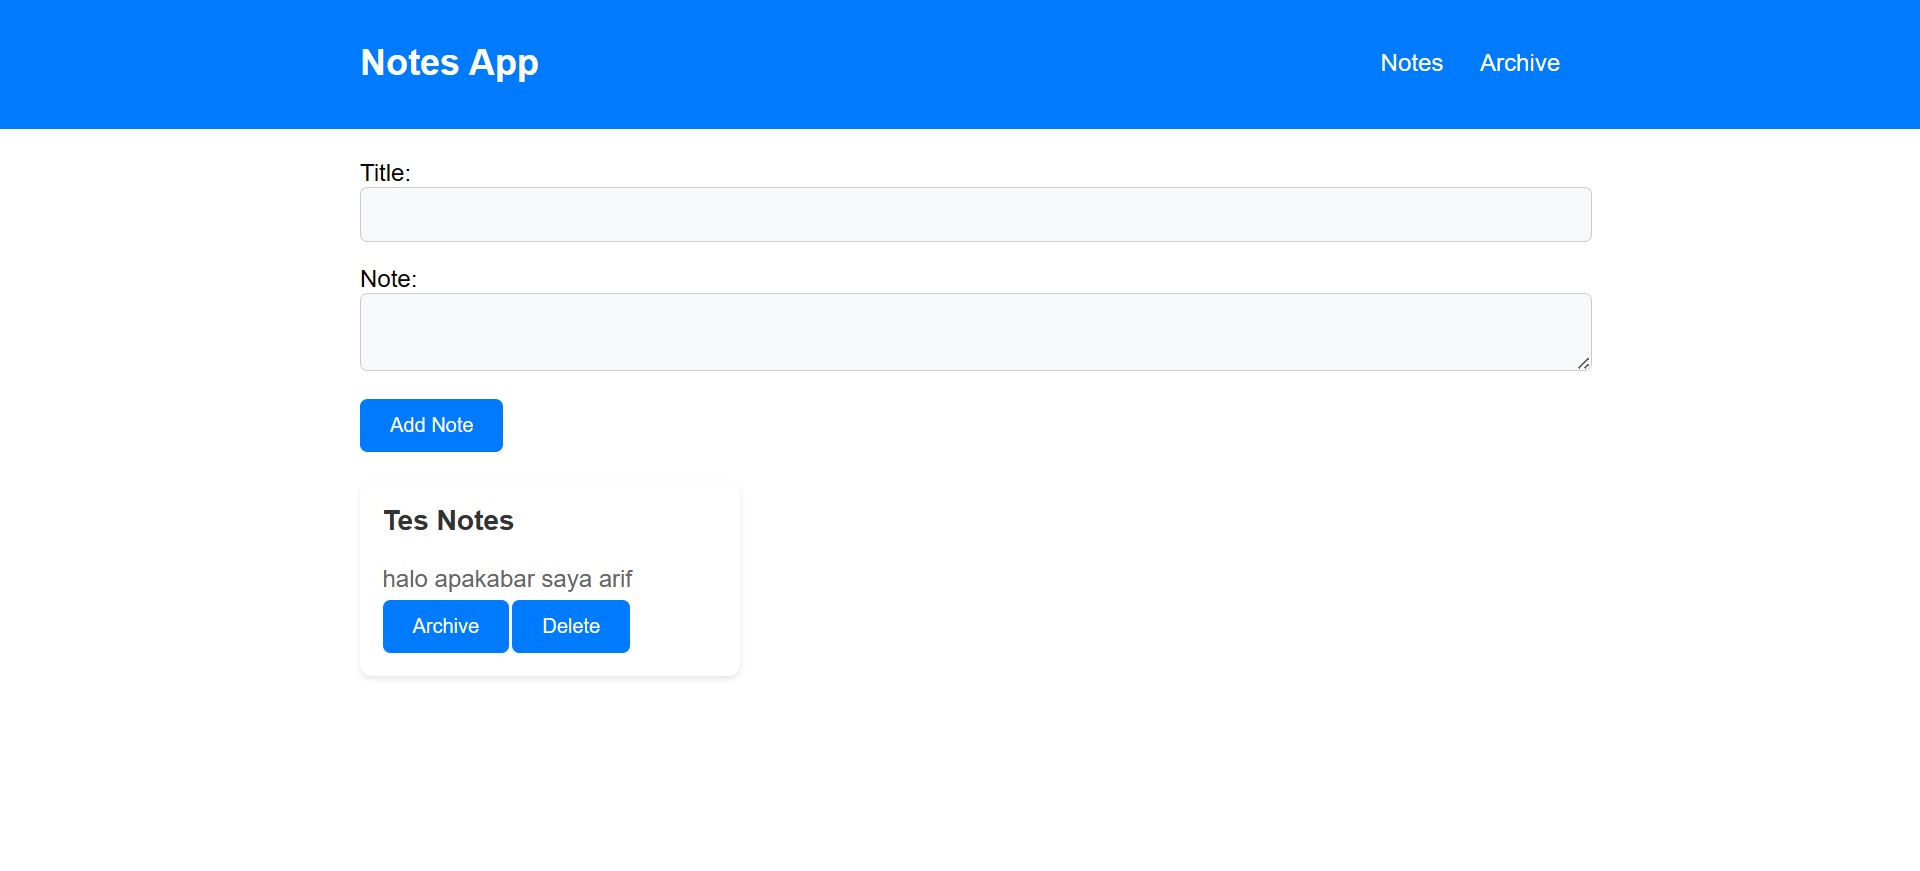 Notes App
Notes Archive
Title:
Note:
Add Note
Tes Notes
halo apakabar saya arif
Archive Delete